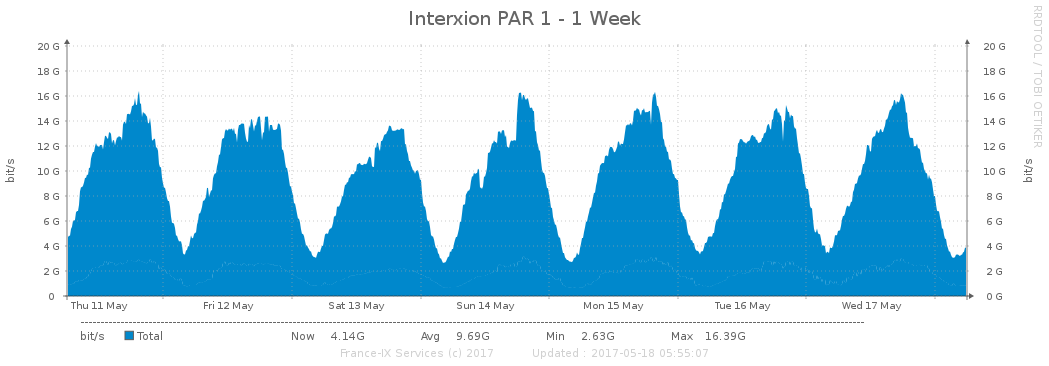 Interxion PAR 1 - 1 Week
RRDTOOL / TOBI OETIKER
20 G 20 G
18 G 18 G
16 G 16 G
14 G 14 G
12 G 12 G
10 G 10 G
8 G 8 G
6 G 6 G
4 G 4 G
2 G 2 G
0 0 G
bit/s
bit/s
Thu 11 May Fri 12 May Sat 13 May Sun 14 May Mon 15 May Tue 16 May Wed 17 May
bit/s Total Now 4.14G Avg 9.69G Min 2.63G Max 16.39G
France-IX Services (c) 2017 Updated : 2017-05-18 05:55:07